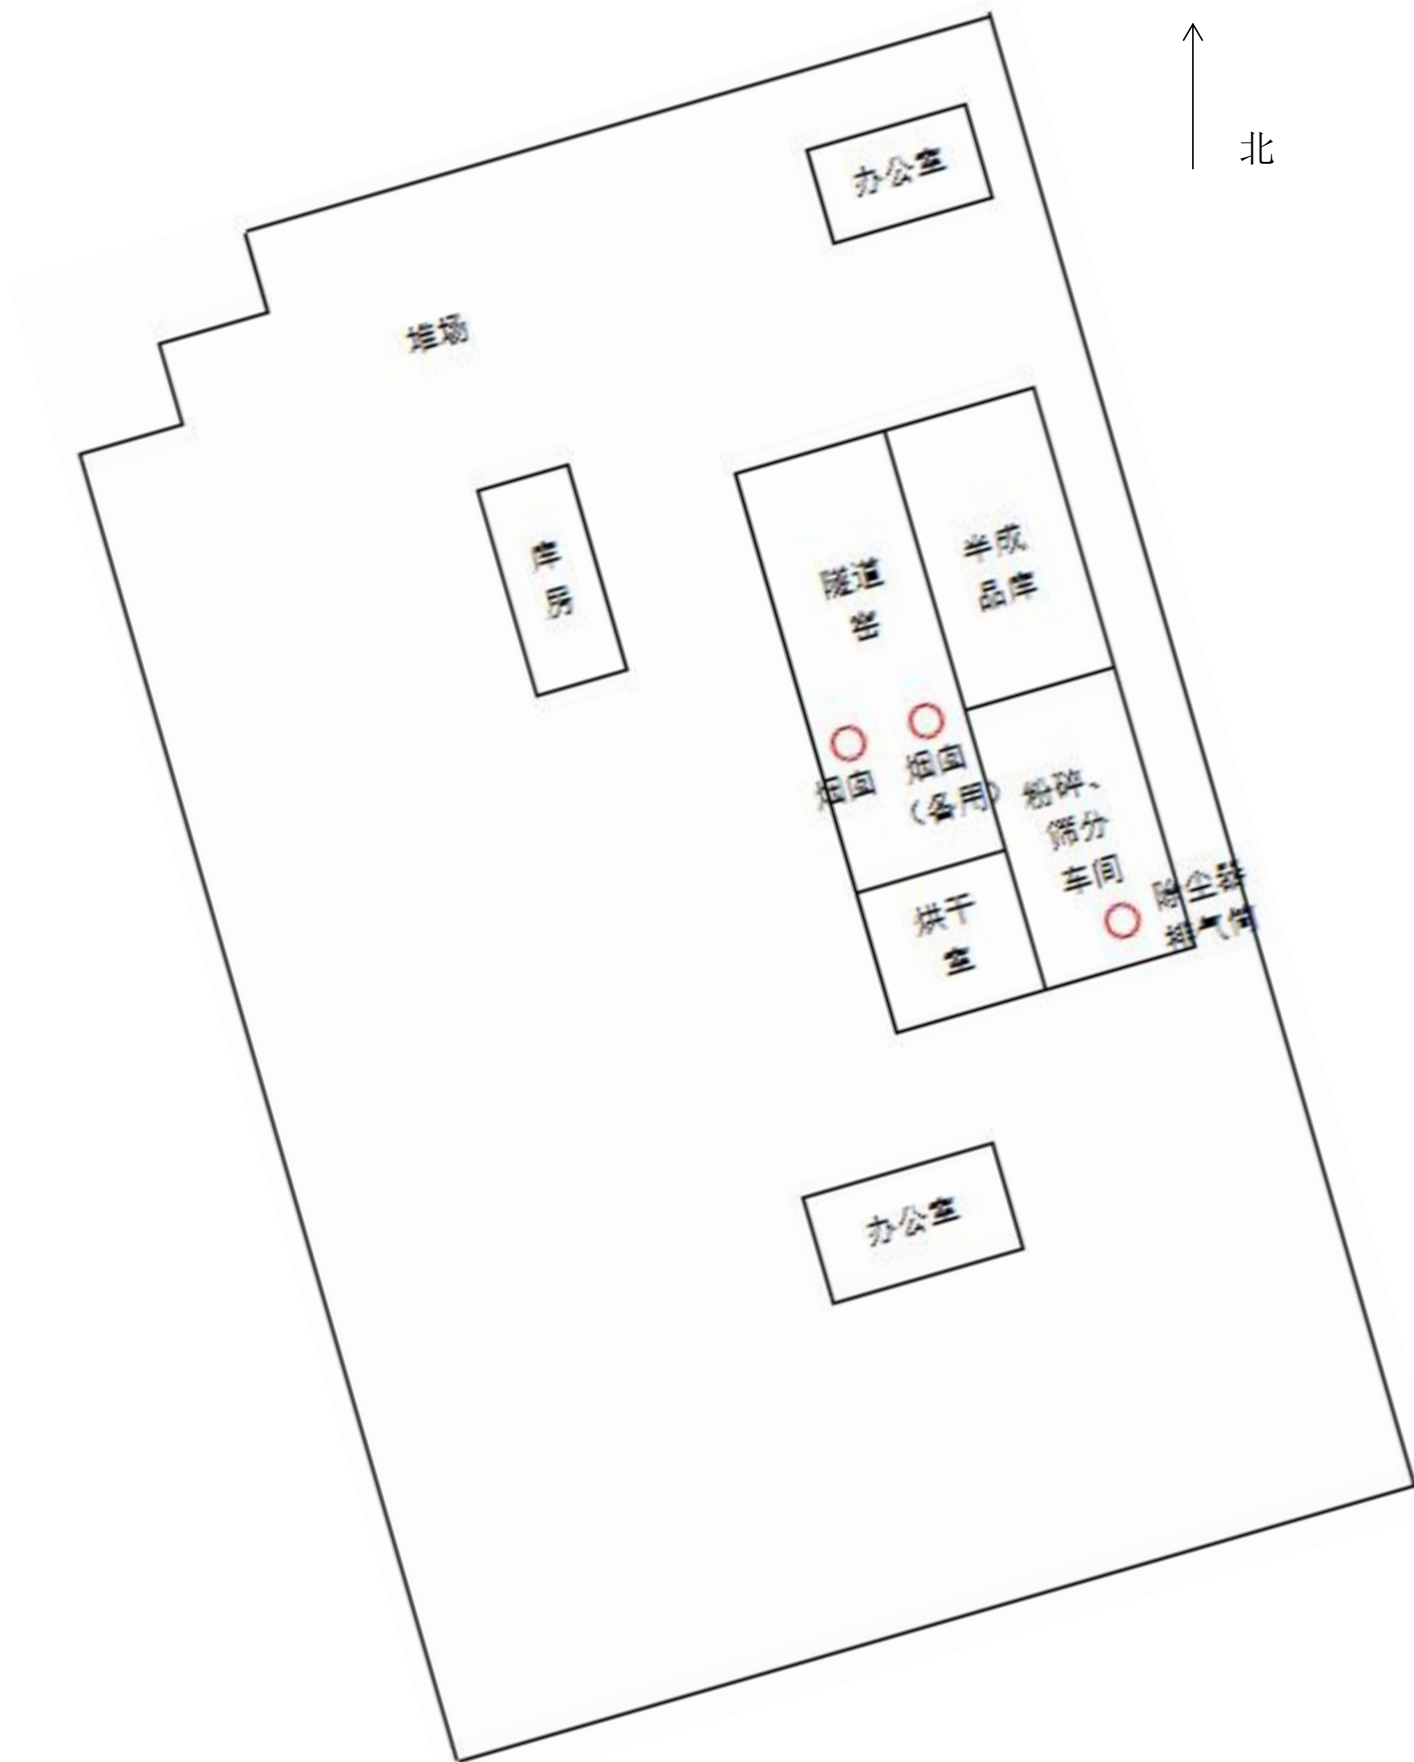 北
办公室
堆场
库
房
隧道
窑
半成
品库
烟囱
烟囱
（备用）
粉碎、
筛分
车间
除尘器
排气筒
烘干
室
办公室